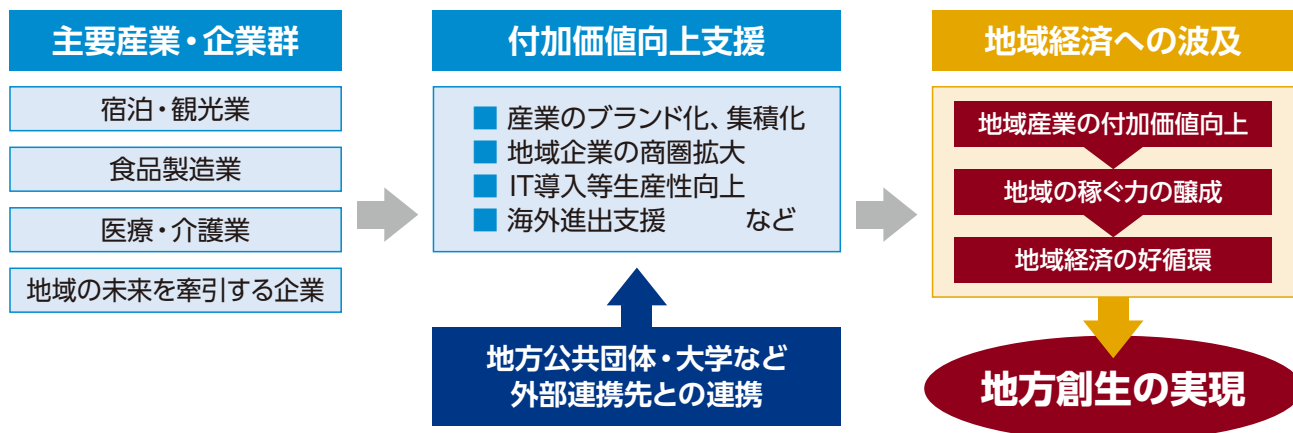 主要産業・企業群
宿泊・観光業
食品製造業
医療・介護業
地域の未来を牽引する企業
付加価値向上支援
■ 産業のブランド化、集積化
■ 地域企業の商圏拡大
■ IT導入等生産性向上
■ 海外進出支援 など
地方公共団体・大学など
外部連携先との連携
地域経済への波及
地域産業の付加価値向上
地域の稼ぐ力の醸成
地域経済の好循環
地方創生の実現